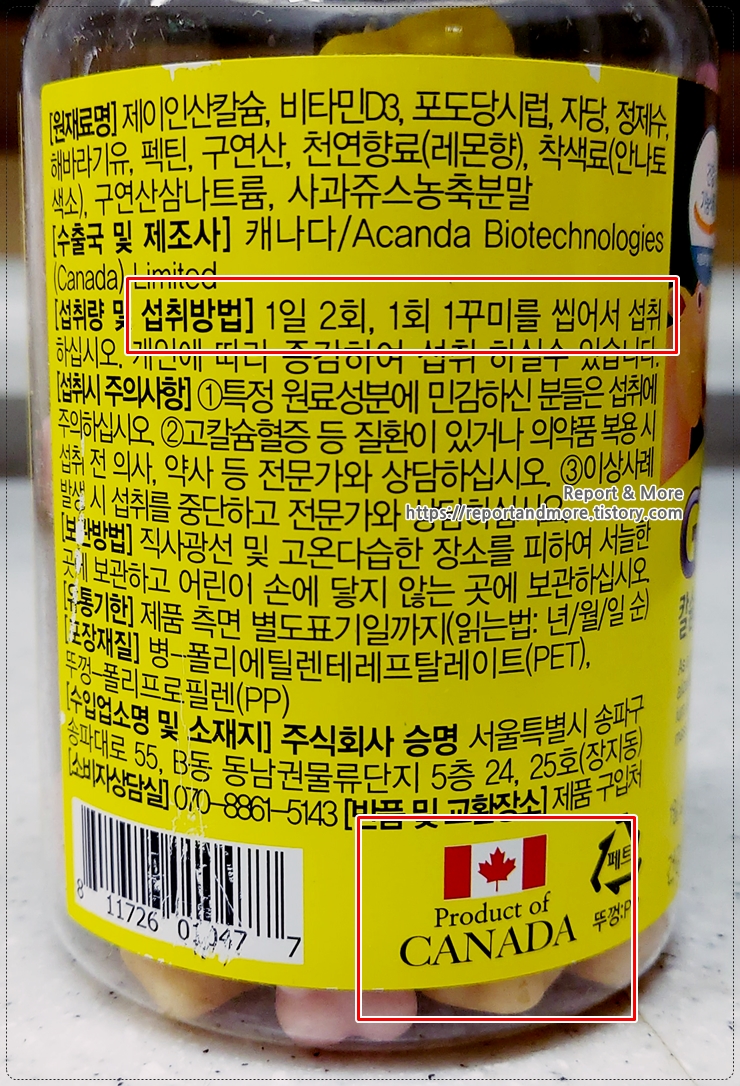 [원재료명] 제이인산칼슘, 비타민D3, 포도당시럽, 자당, 정제수,
해바라기유, 펙틴, 구연산, 천연향료(레몬향), 착색료(안나토
색소), 구연산삼나트륨, 사과쥬스농축분말
[수출국 및 제조사] 캐나다/Acanda Biotechnologies
(Canada) Limited
[섭취량 및 섭취방법] 1일 2회, 1회 1꾸미를 씹어서 섭취
하십시오. 개인에 따라 증감하여 섭취 하실수 있습니다.
[섭취시 주의사항] ①특정 원료성분에 민감하신 분들은 섭취에
주의하십시오. ②고칼슘혈증 등 질환이 있거나 의약품 복용 시
섭취 전 의사, 약사 등 전문가와 상담하십시오. ③이상사례
발생 시 섭취를 중단하고 전문가와 상담하십시오.
Report & More
https://reportandmore.tistory.com
[보관방법] 직사광선 및 고온다습한 장소를 피하여 서늘한
곳에 보관하고 어린이 손에 닿지 않는 곳에 보관하십시오.
[유통기한] 제품 측면 별도표기일까지(읽는법: 년/월/일 순)
[포장재질] 병-폴리에틸렌테레프탈레이트(PET),
뚜껑-폴리프로필렌(PP)
[수입업소명 및 소재지] 주식회사 승명 서울특별시 송파구
송파대로 55, B동 동남권물류단지 5층 24, 25호(장지동)
[소비자상담실] 070-8861-5143 [반품 및 교환장소] 제품 구입처
페트
뚜껑:P
Product of
CANADA
8 11726 01047 7